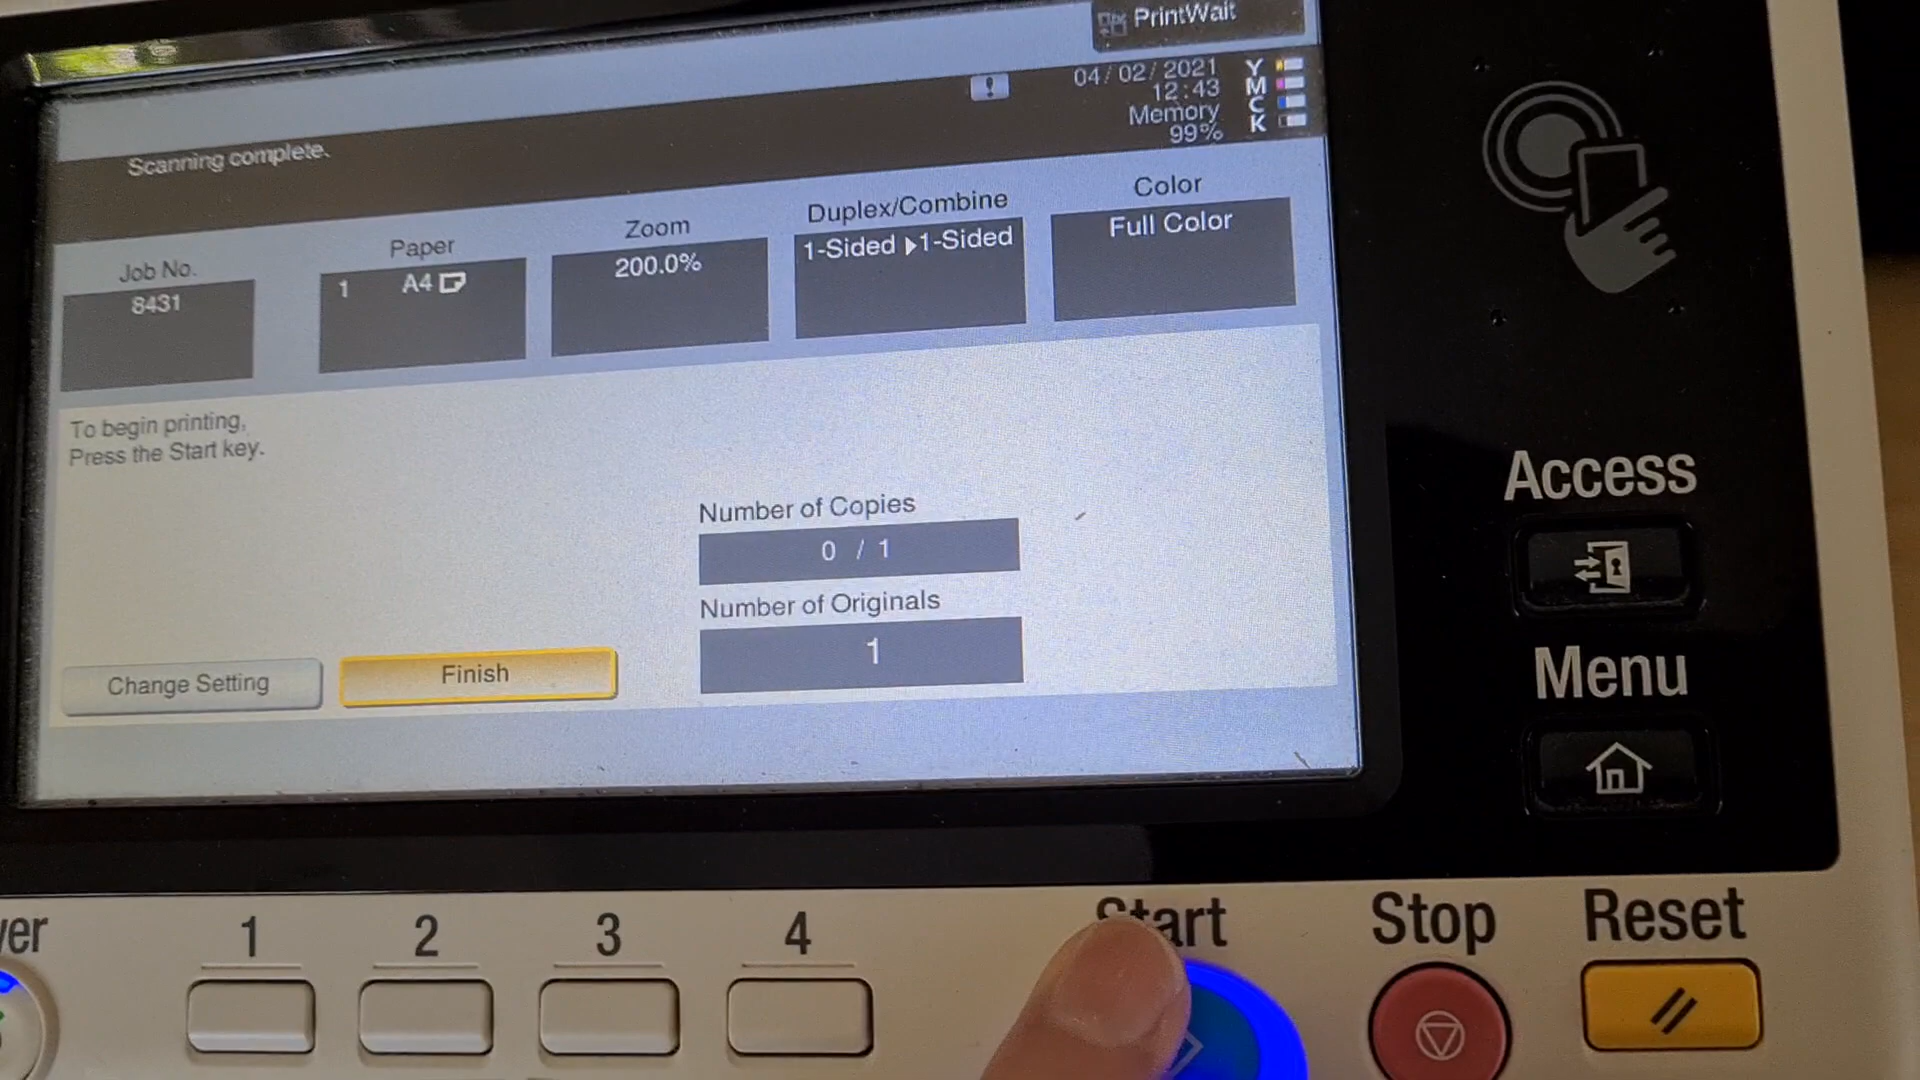 PrintWait
04/02/2021
12:43
Memory
99%
Y
M
C
K
Scanning complete.
Job No.
8431
Paper
1 A4
Zoom
200.0%
Duplex/Combine
1-Sided ▶1-Sided
Color
Full Color
To begin printing,
Press the Start key.
Number of Copies
0 / 1
Number of Originals
1
Change Setting
Finish
Access
Menu
1
2
3
4
Start
Stop
Reset